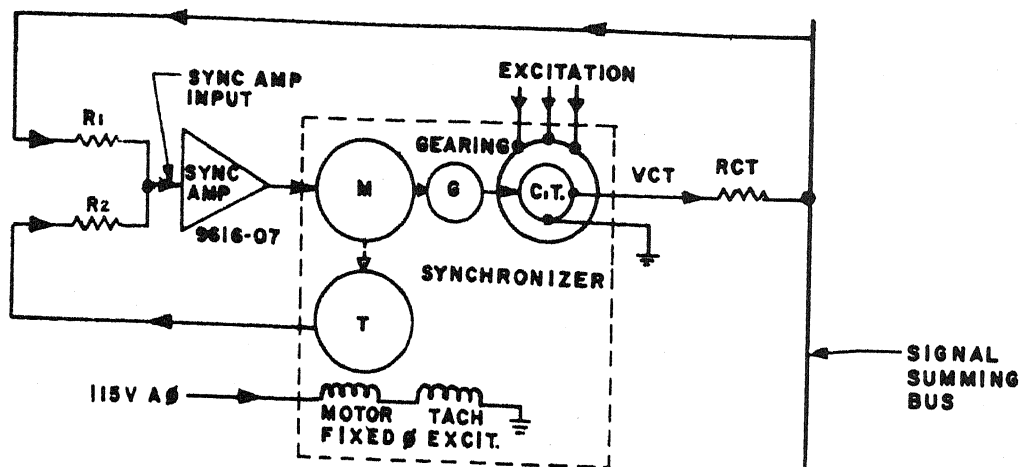 SYNC AMP
INPUT
EXCITATION
R1
GEARING
SYNC
AMP
M
G
C.T.
VCT
RCT
R2
9616-07
SYNCHRONIZER
T
SIGNAL
SUMMING
BUS
115V AØ
MOTOR
FIXED Ø
TACH
EXCIT.